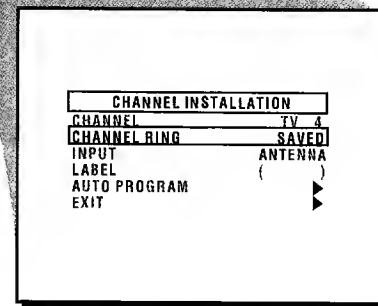 CHANNEL INSTALLATION
CHANNEL TV 4
CHANNEL RING SAVED
INPUT ANTENNA
LABEL ( )
AUTO PROGRAM ▶
EXIT ▶